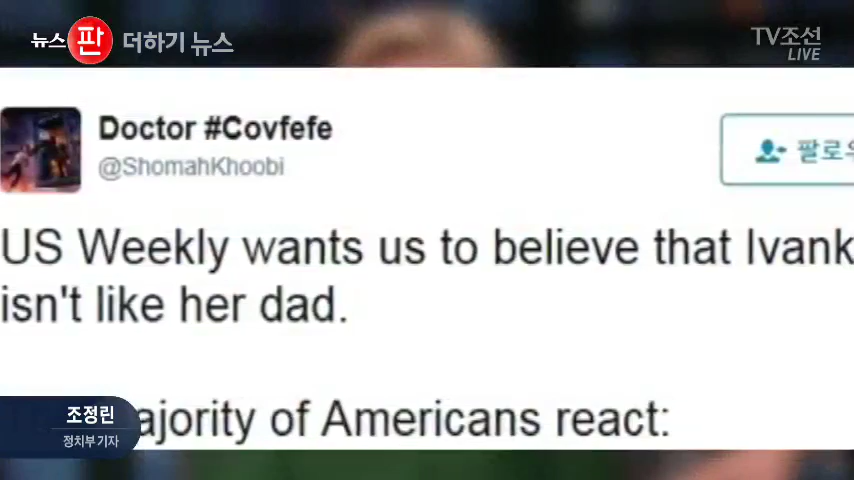 뉴스 판 더하기 뉴스
TV조선
LIVE
Doctor #Covfefe
@ShomahKhoobi
팔로우
US Weekly wants us to believe that Ivank
isn't like her dad.
ajority of Americans react:
조정린
정치부 기자